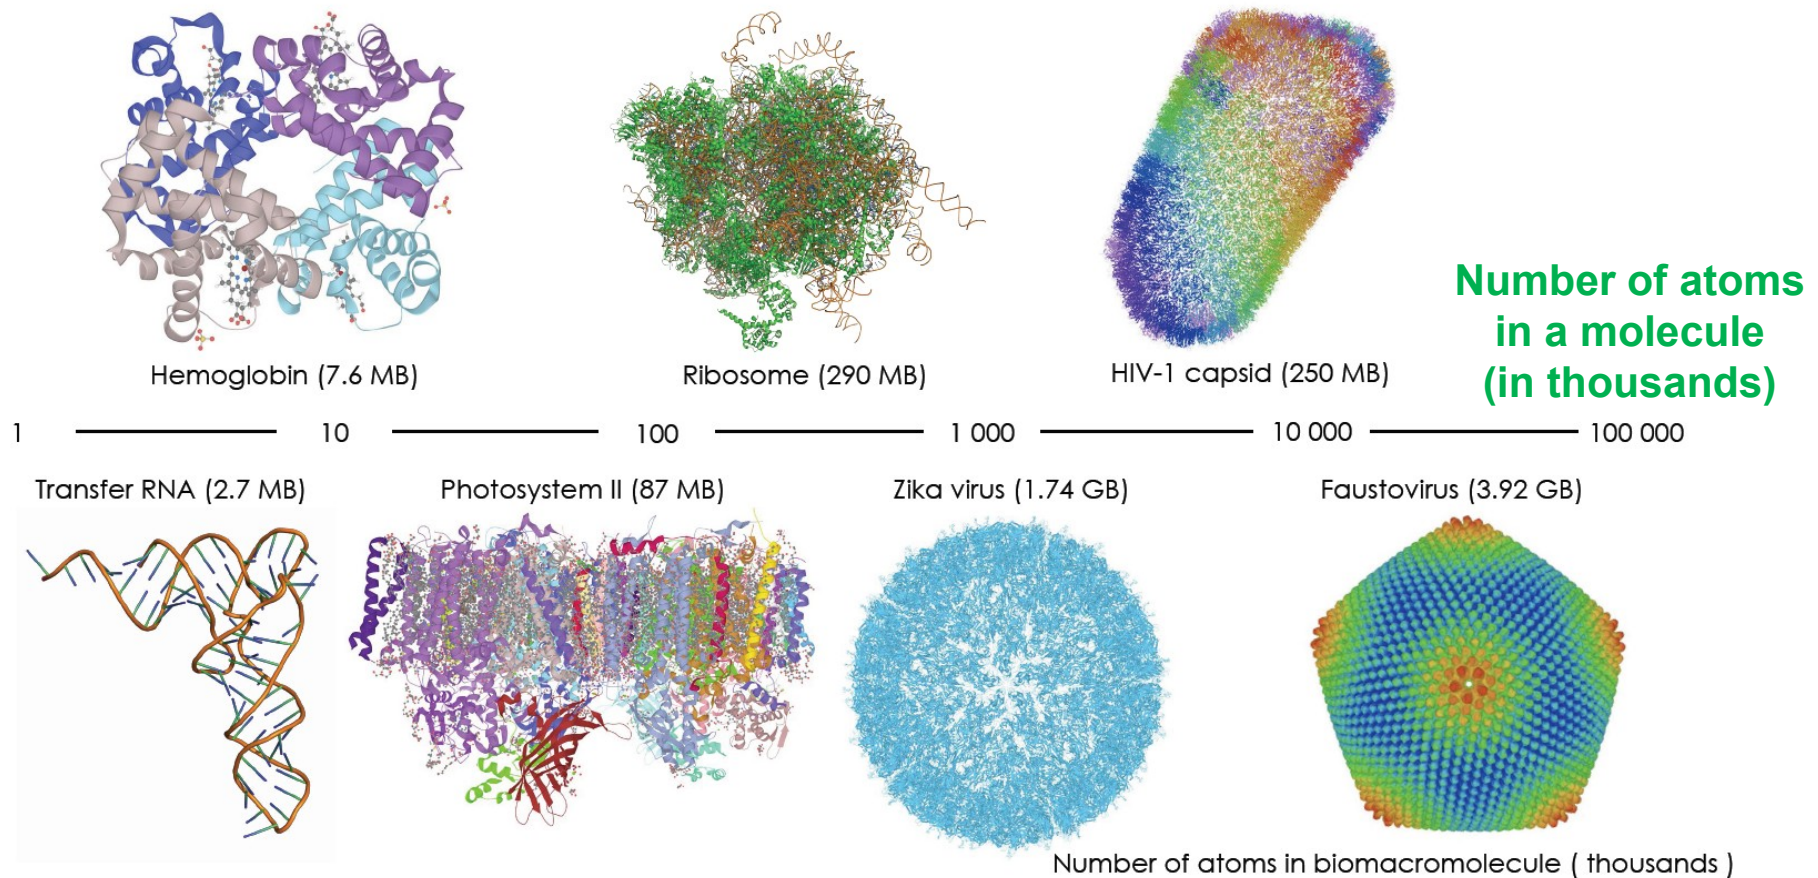 Hemoglobin (7.6 MB)
Ribosome (290 MB)
HIV-1 capsid (250 MB)
Number of atoms
in a molecule
(in thousands)
1 10 100 1 000 10 000 100 000
Transfer RNA (2.7 MB)
Photosystem II (87 MB)
Zika virus (1.74 GB)
Faustovirus (3.92 GB)
Number of atoms in biomacromolecule ( thousands )